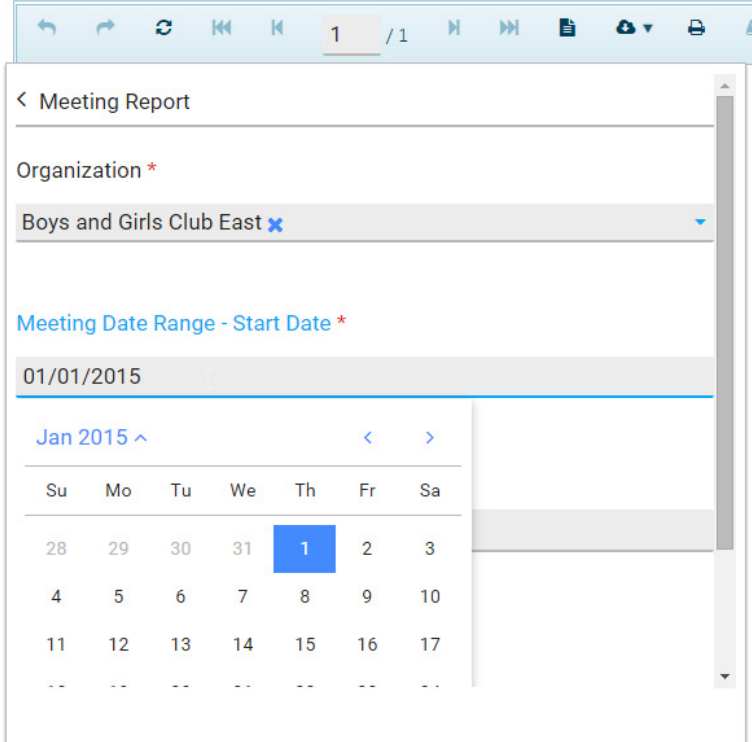 1 / 1
Meeting Report
Organization *
Boys and Girls Club East
Meeting Date Range - Start Date *
01/01/2015
Jan 2015
Su Mo Tu We Th Fr Sa
28 29 30 31 1 2 3
4 5 6 7 8 9 10
11 12 13 14 15 16 17